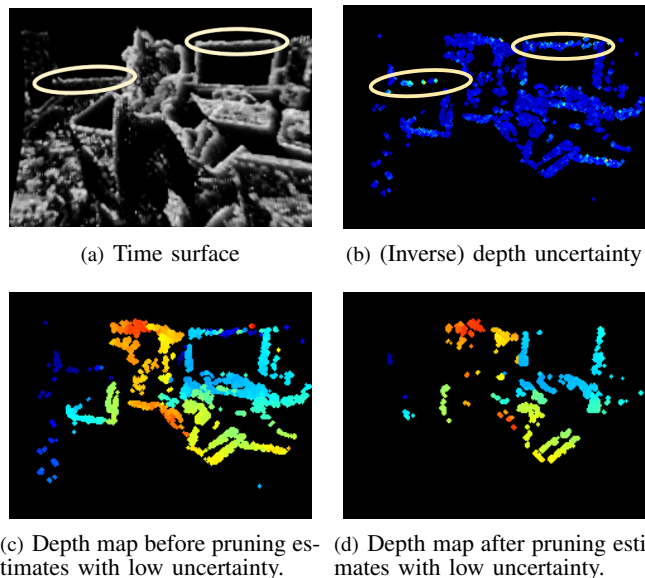 (a) Time surface
(b) (Inverse) depth uncertainty
(c) Depth map before pruning es-
timates with low uncertainty.
(d) Depth map after pruning esti
mates with low uncertainty.